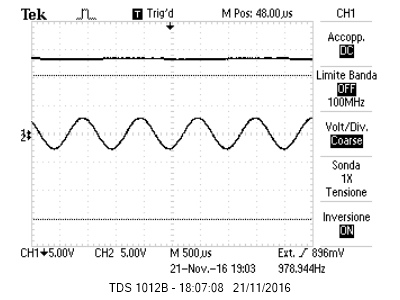 Tek Trig'd M Pos: 48.00us CH1
Accopp.
DC
Limite Banda
OFF
100MHz
Volt/Div.
Coarse
Sonda
1X
Tensione
Inversione
ON
2
CH1 5.00V CH2 5.00V M 500us Ext. 896mV
21-Nov.-16 19:03 978.944Hz
TDS 1012B - 18:07:08 21/11/2016